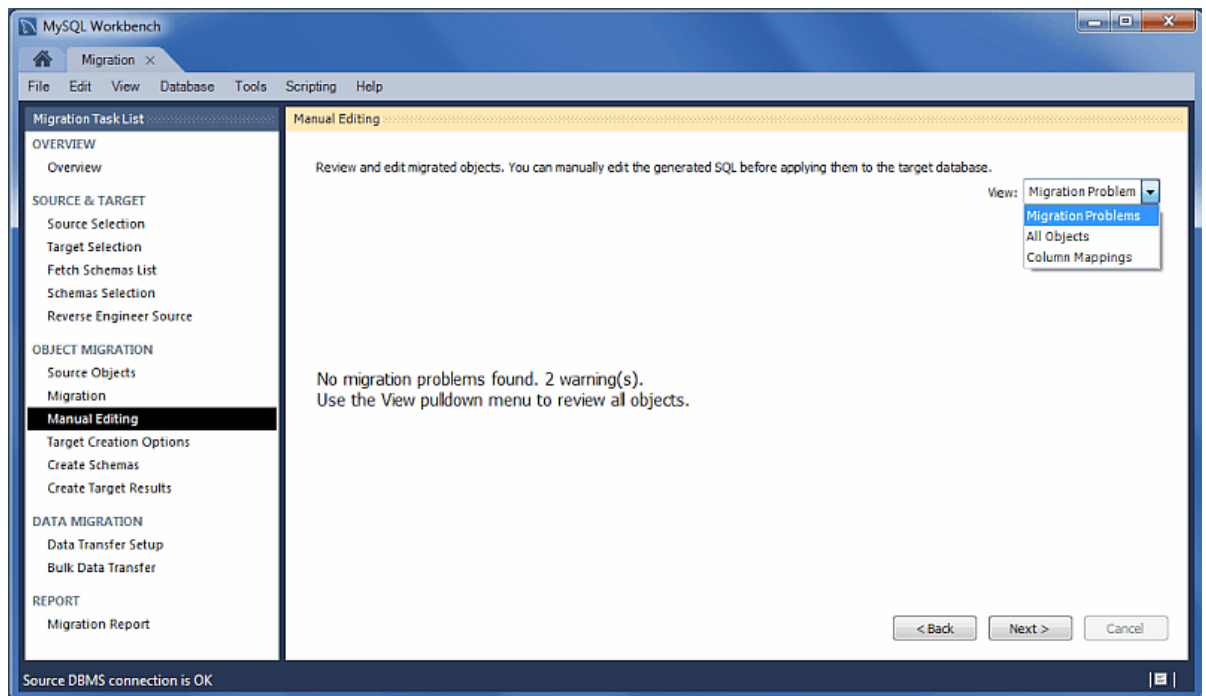 MySQL Workbench
Migration
File Edit View Database Tools Scripting Help
Migration Task List
OVERVIEW
Overview
SOURCE & TARGET
Source Selection
Target Selection
Fetch Schemas List
Schemas Selection
Reverse Engineer Source
OBJECT MIGRATION
Source Objects
Migration
Manual Editing
Target Creation Options
Create Schemas
Create Target Results
DATA MIGRATION
Data Transfer Setup
Bulk Data Transfer
REPORT
Migration Report
Manual Editing
Review and edit migrated objects. You can manually edit the generated SQL before applying them to the target database.
View: Migration Problem
Migration Problems
All Objects
Column Mappings
No migration problems found. 2 warning(s).
Use the View pulldown menu to review all objects.
< Back Next > Cancel
Source DBMS connection is OK